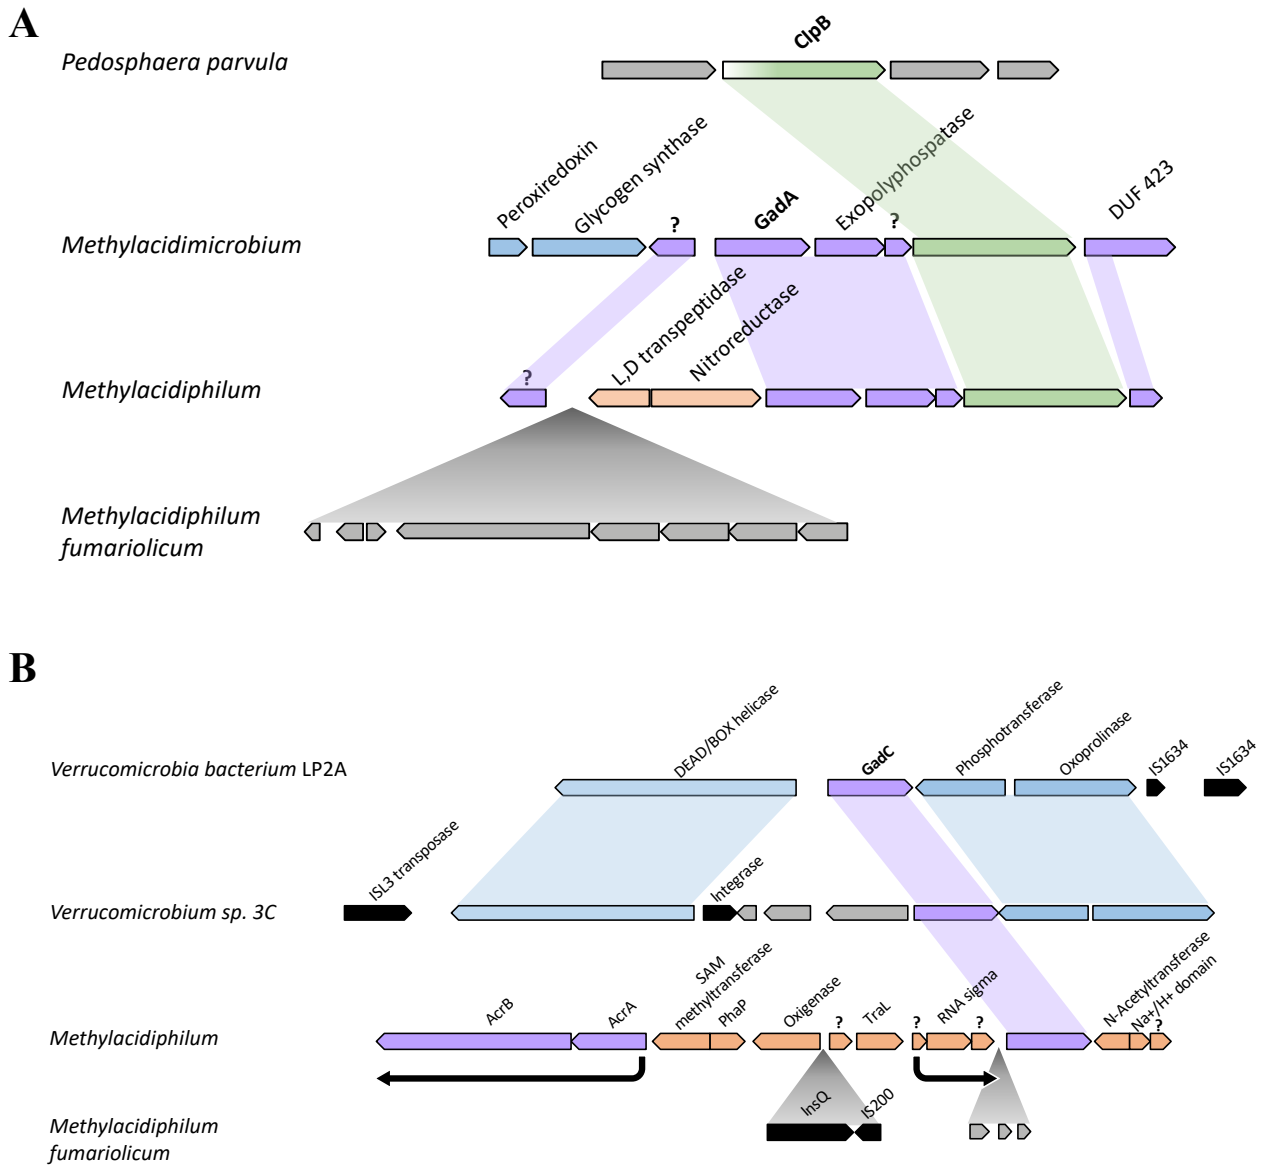 A
ClpB
Pedosphaera parvula
Peroxiredoxin
Glycogen synthase
?
GadA
Exopolyphospatase
?
DUF 423
Methylacidimicrobium
L,D transpeptidase
Nitroreductase
?
Methylacidiphilum
Methylacidiphilum
fumariolicum
B
DEAD/BOX helicase
GadC
Phosphotransferase
Oxoprolinase
IS1634
IS1634
Verrucomicrobia bacterium LP2A
ISL3 transposase
Integrase
Verrucomicrobium sp. 3C
AcrB
AcrA
SAM
methyltransferase
PhaP
Oxigenase
?
TraL
?
RNA sigma
?
N-Acetyltransferase
Na+/H+ domain
?
Methylacidiphilum
InsQ
IS200
Methylacidiphilum
fumariolicum